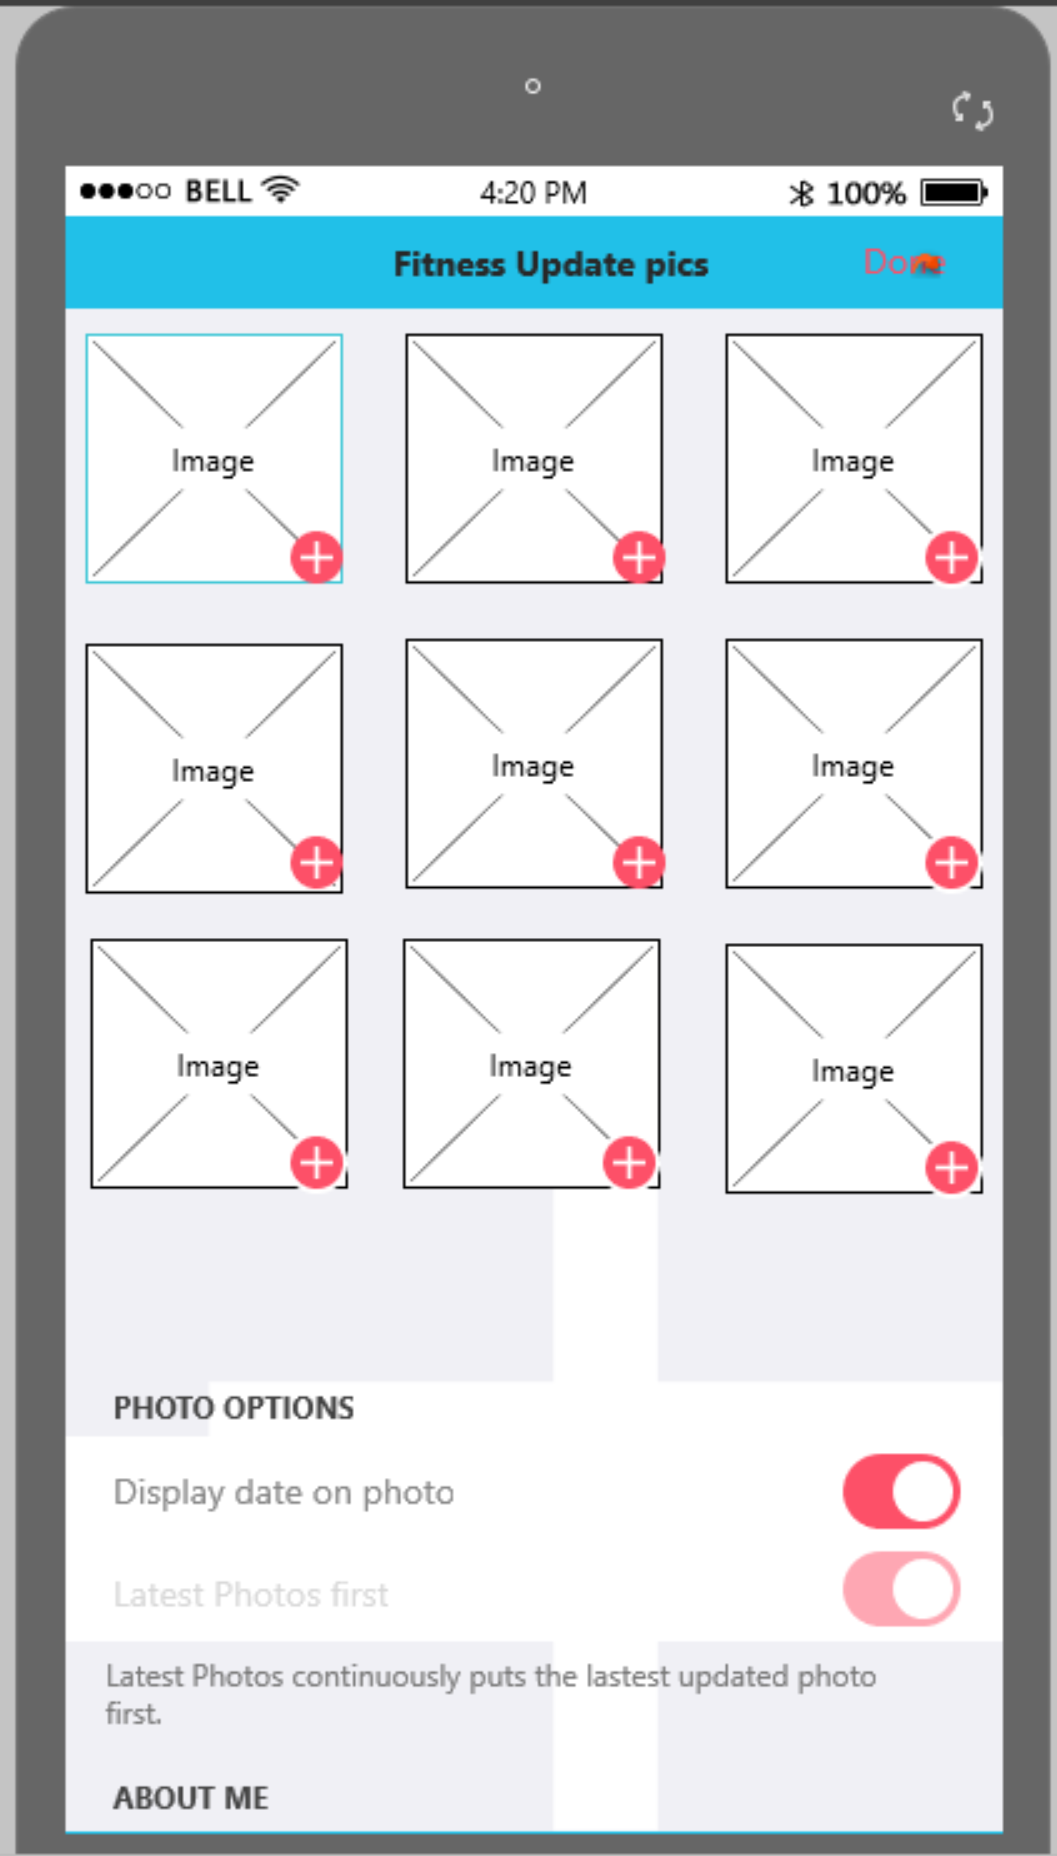 BELL 4:20 PM 100%
Fitness Update pics Done
Image Image Image
Image Image Image
Image Image Image
PHOTO OPTIONS
Display date on photo
Latest Photos first
Latest Photos continuously puts the lastest updated photo
first.
ABOUT ME